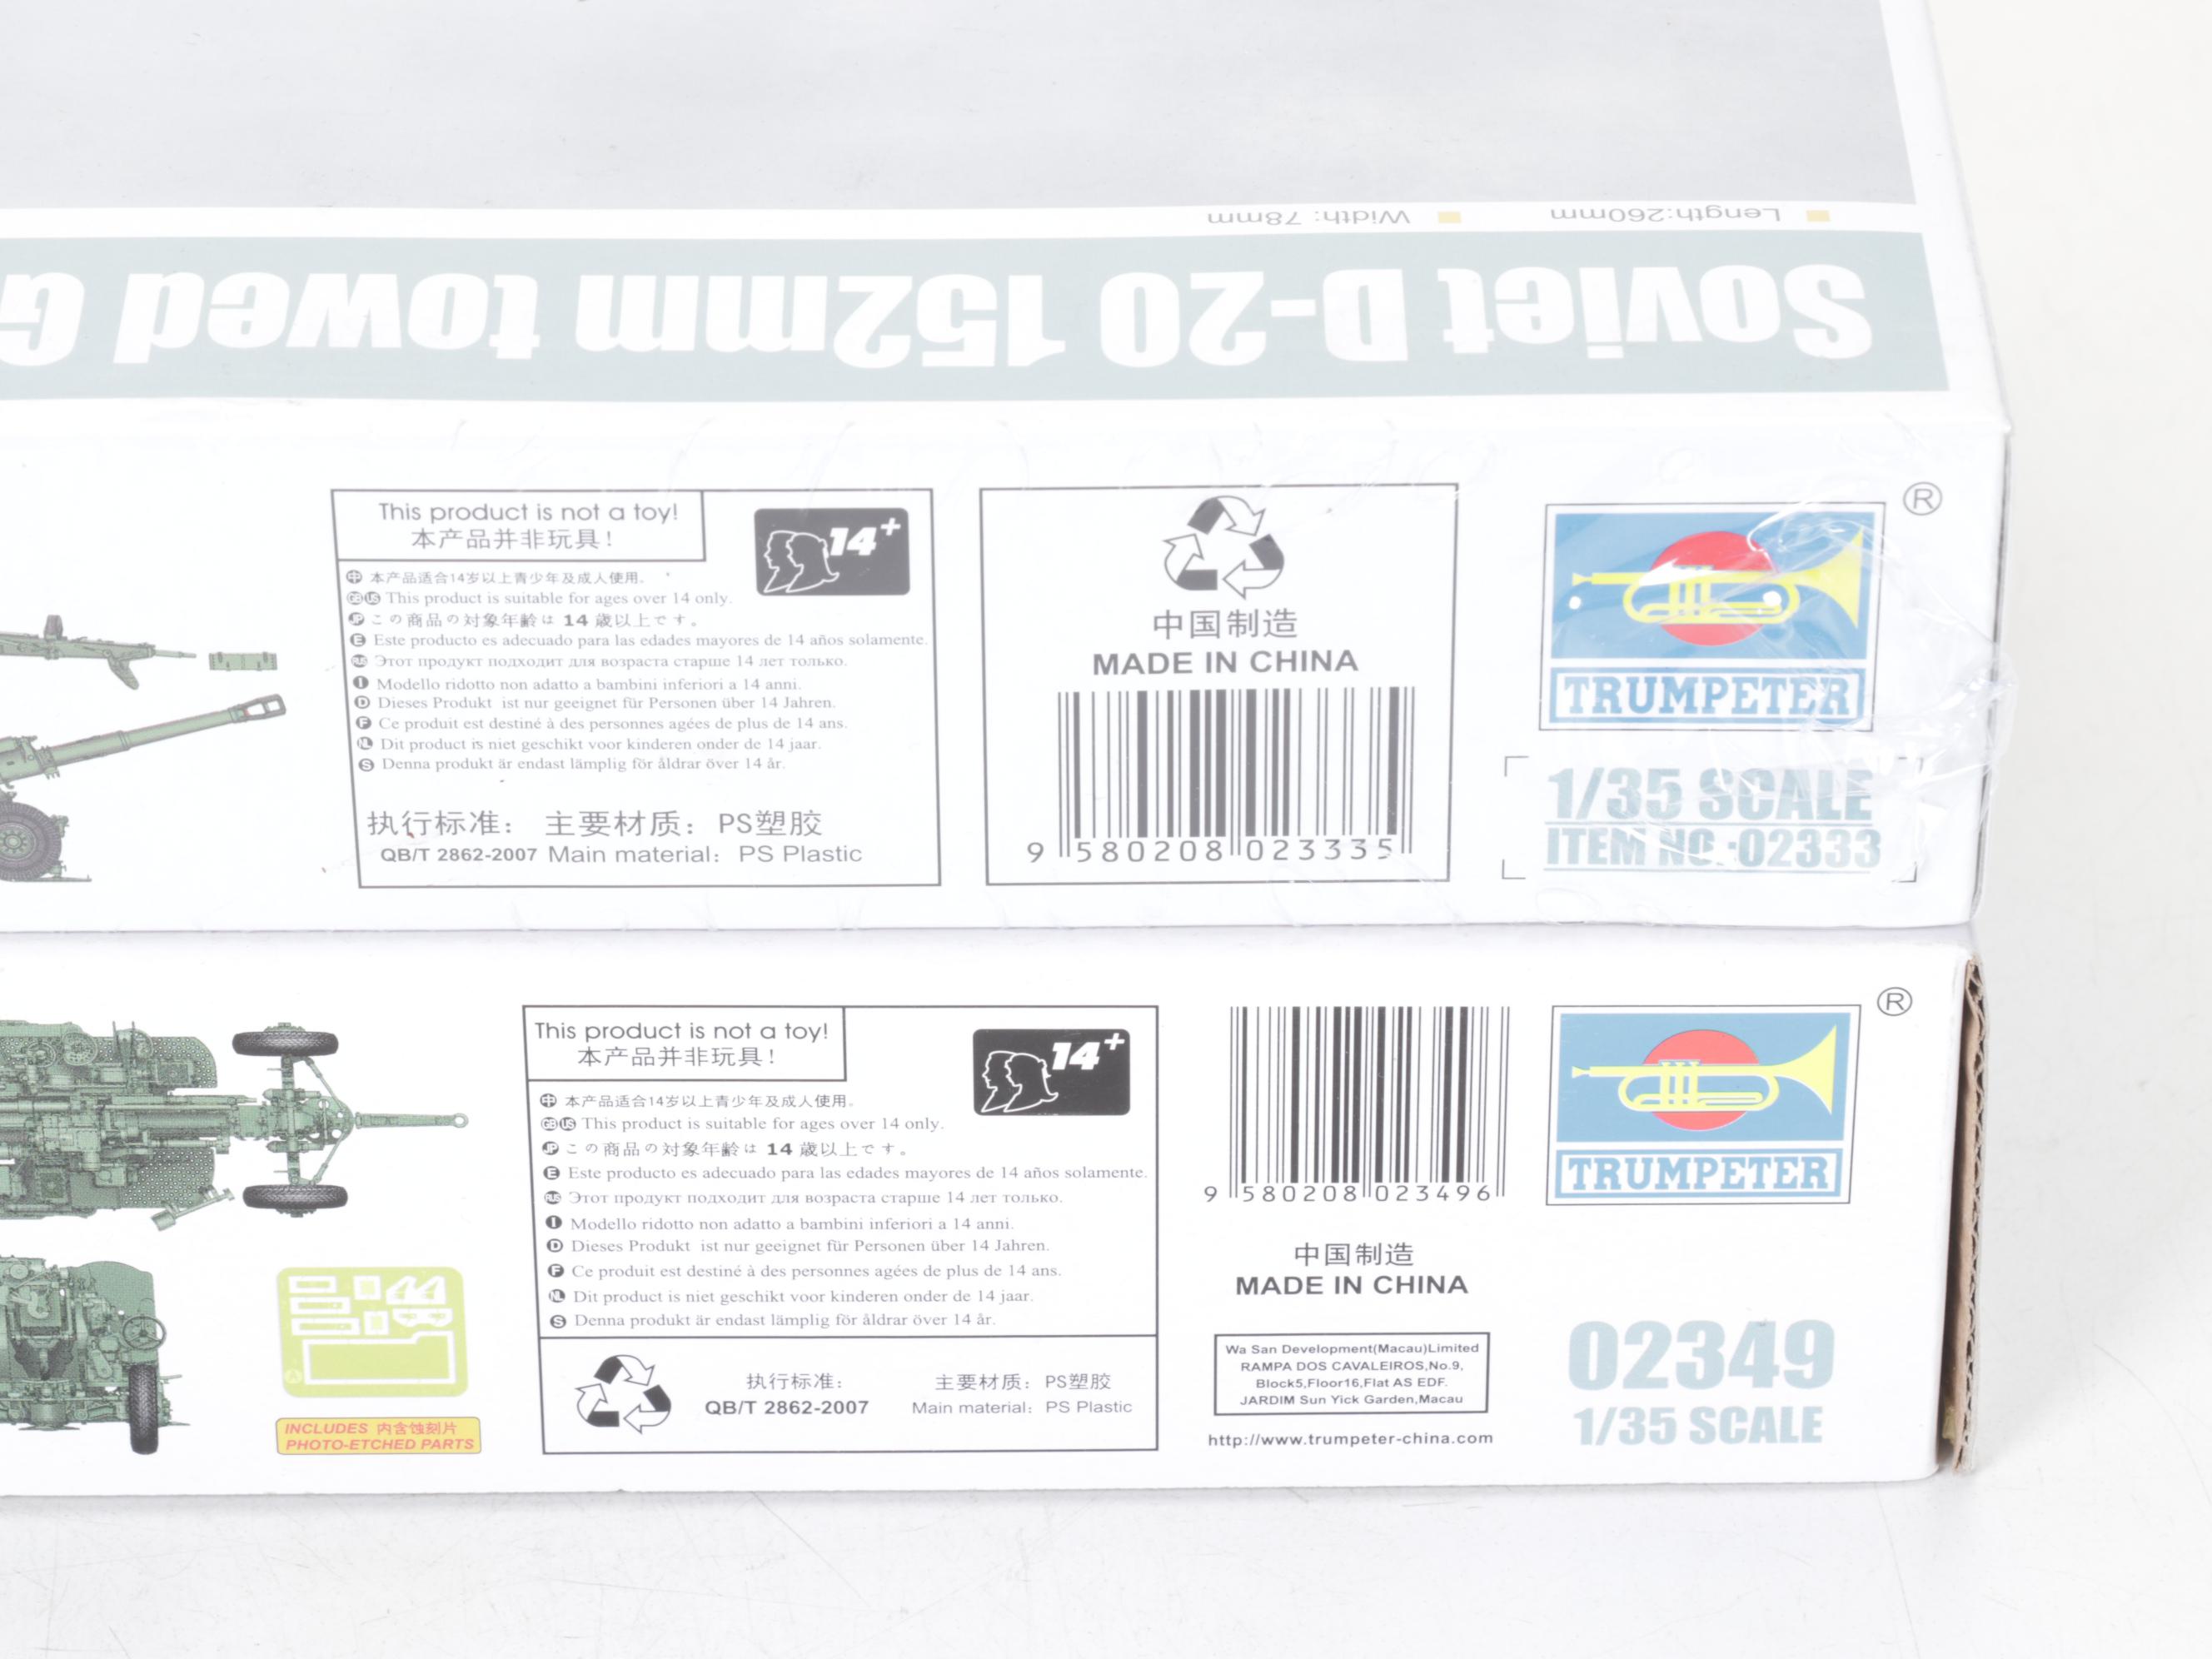 Length:260mm Width: 78mm
Soviet D-20 152mm towed G
This product is not a toy!
本产品并非玩具!
14+
中 本产品适合14岁以上青少年及成人使用。
GB US This product is suitable for ages over 14 only.
JP この商品の対象年齢は 14 歳以上です。
E Este producto es adecuado para las edades mayores de 14 años solamente.
RUS Этот продукт подходит для возраста старше 14 лет только.
I Modello ridotto non adatto a bambini inferiori a 14 anni.
D Dieses Produkt ist nur geeignet für Personen über 14 Jahren.
F Ce produit est destiné à des personnes agées de plus de 14 ans.
NL Dit product is niet geschikt voor kinderen onder de 14 jaar.
S Denna produkt är endast lämplig för åldrar över 14 år.
执行标准: 主要材质: PS塑胶
QB/T 2862-2007 Main material: PS Plastic
中国制造
MADE IN CHINA
9 580208 023335
®
TRUMPETER
1/35 SCALE
ITEM NO.:02333
This product is not a toy!
本产品并非玩具!
14+
中 本产品适合14岁以上青少年及成人使用。
GB US This product is suitable for ages over 14 only.
JP この商品の対象年齢は 14 歳以上です。
E Este producto es adecuado para las edades mayores de 14 años solamente.
RUS Этот продукт подходит для возраста старше 14 лет только.
I Modello ridotto non adatto a bambini inferiori a 14 anni.
D Dieses Produkt ist nur geeignet für Personen über 14 Jahren.
F Ce produit est destiné à des personnes agées de plus de 14 ans.
NL Dit product is niet geschikt voor kinderen onder de 14 jaar.
S Denna produkt är endast lämplig för åldrar över 14 år.
执行标准: 主要材质: PS塑胶
QB/T 2862-2007 Main material: PS Plastic
INCLUDES 内含蚀刻片
PHOTO-ETCHED PARTS
9 580208 023496
中国制造
MADE IN CHINA
Wa San Development(Macau)Limited
RAMPA DOS CAVALEIROS,No.9,
Block5,Floor16,Flat AS EDF.
JARDIM Sun Yick Garden,Macau
http://www.trumpeter-china.com
®
TRUMPETER
02349
1/35 SCALE